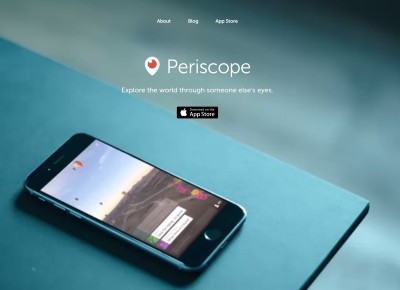 About Blog App Store
Periscope
Explore the world through someone else's eyes.
Download on the
App Store